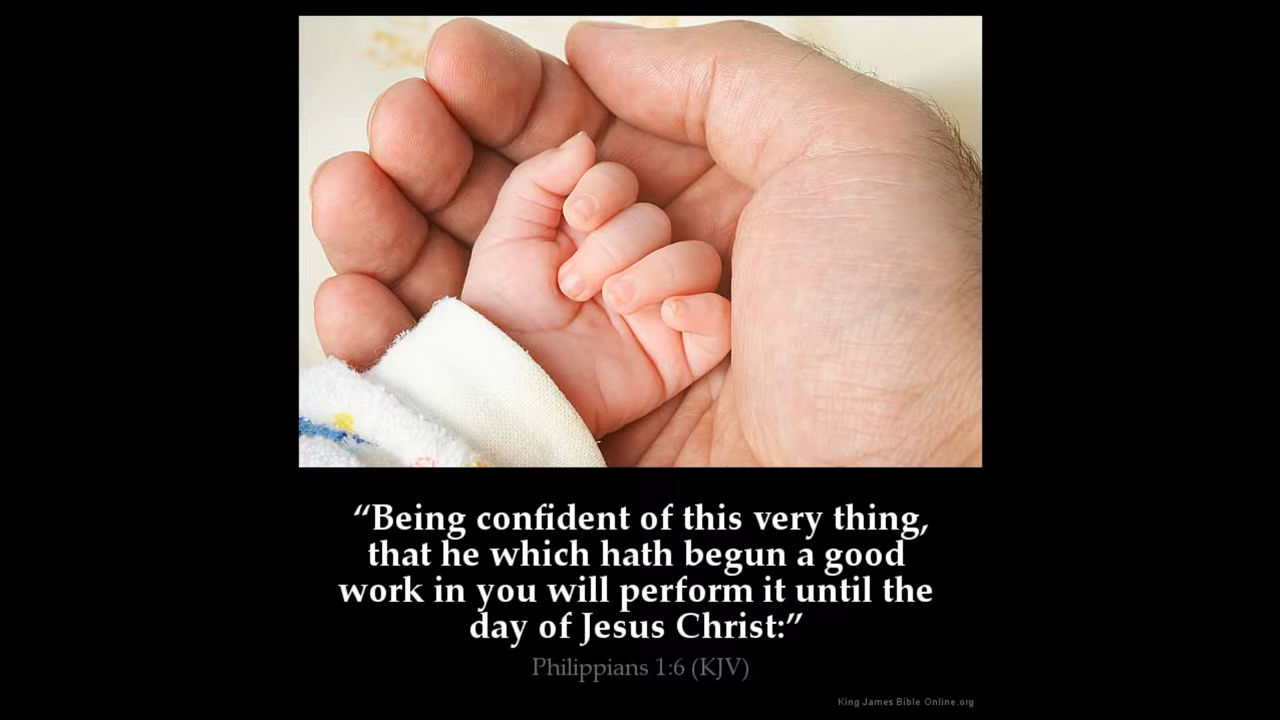 “Being confident of this very thing,
that he which hath begun a good
work in you will perform it until the
day of Jesus Christ:”
Philippians 1:6 (KJV)
King James Bible Online.org